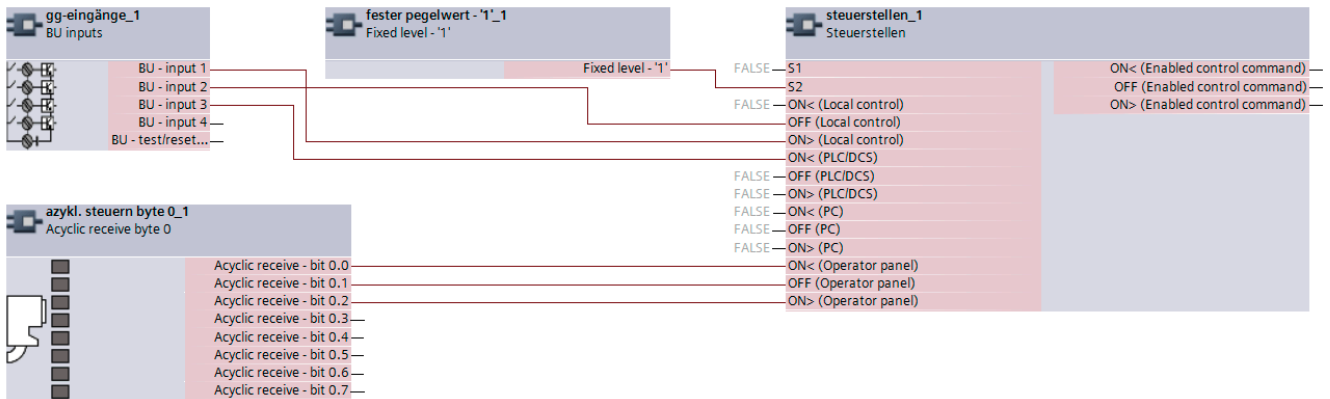 gg-eingänge_1
BU inputs
BU - input 1
BU - input 2
BU - input 3
BU - input 4
BU - test/reset...
fester pegelwert - '1'_1
Fixed level - '1'
Fixed level - '1'
steuerstellen_1
Steuerstellen
FALSE S1
S2
FALSE ON< (Local control)
OFF (Local control)
ON> (Local control)
ON< (PLC/DCS)
FALSE OFF (PLC/DCS)
FALSE ON> (PLC/DCS)
FALSE ON< (PC)
FALSE OFF (PC)
FALSE ON> (PC)
ON< (Operator panel)
OFF (Operator panel)
ON> (Operator panel)
ON< (Enabled control command)
OFF (Enabled control command)
ON> (Enabled control command)
azykl. steuern byte 0_1
Acyclic receive byte 0
Acyclic receive - bit 0.0
Acyclic receive - bit 0.1
Acyclic receive - bit 0.2
Acyclic receive - bit 0.3
Acyclic receive - bit 0.4
Acyclic receive - bit 0.5
Acyclic receive - bit 0.6
Acyclic receive - bit 0.7